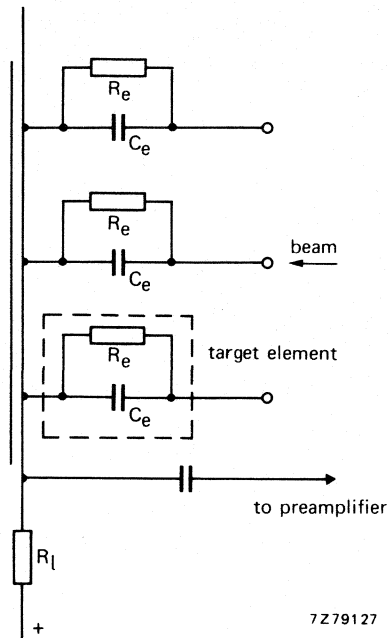 Re
Ce
Re
beam
Ce
target element
Re
Ce
to preamplifier
Rl
+
7Z79127